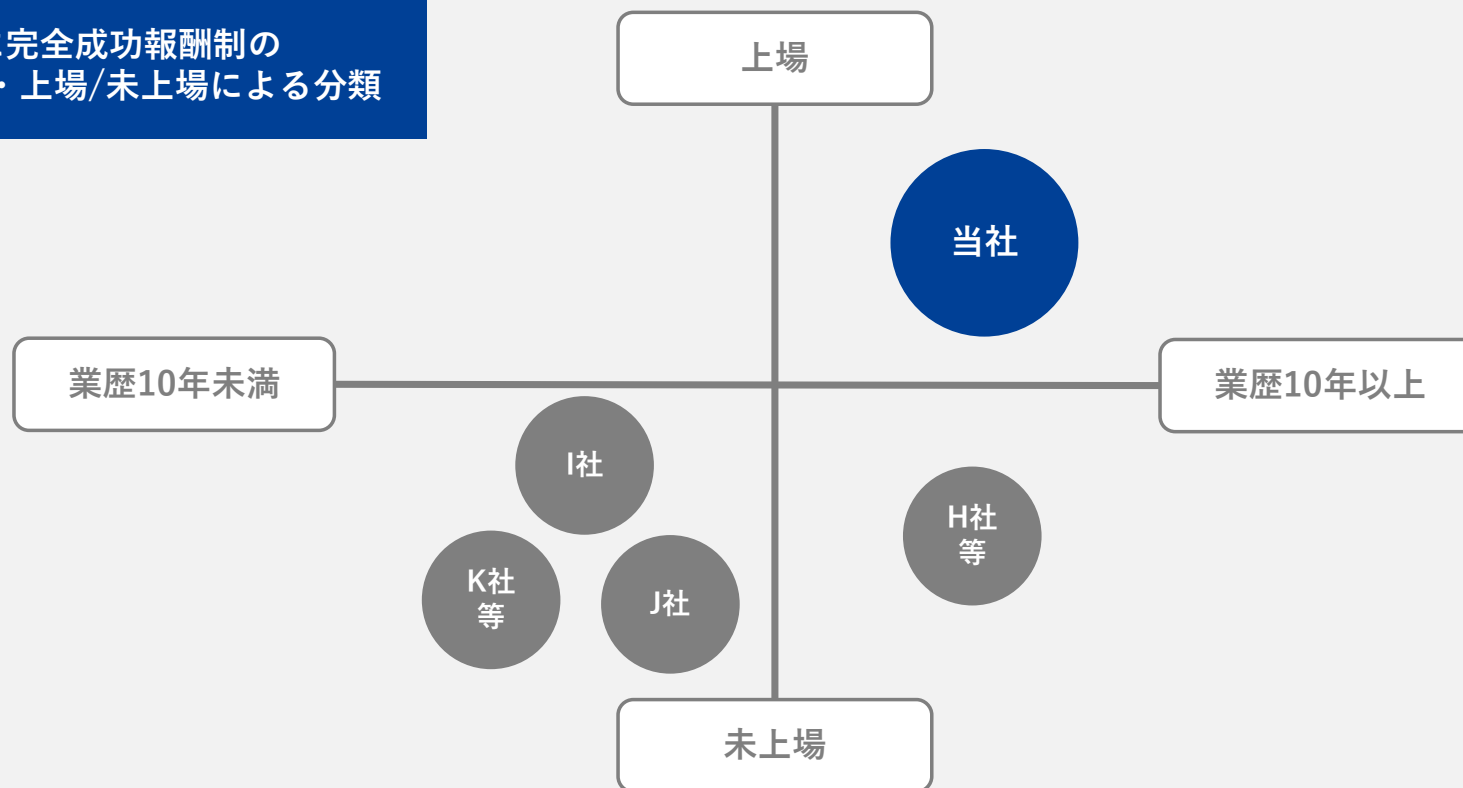 完全成功報酬制の
・上場/未上場による分類
上場
当社
業歴10年未満
業歴10年以上
I社
H社
等
K社
等
J社
未上場